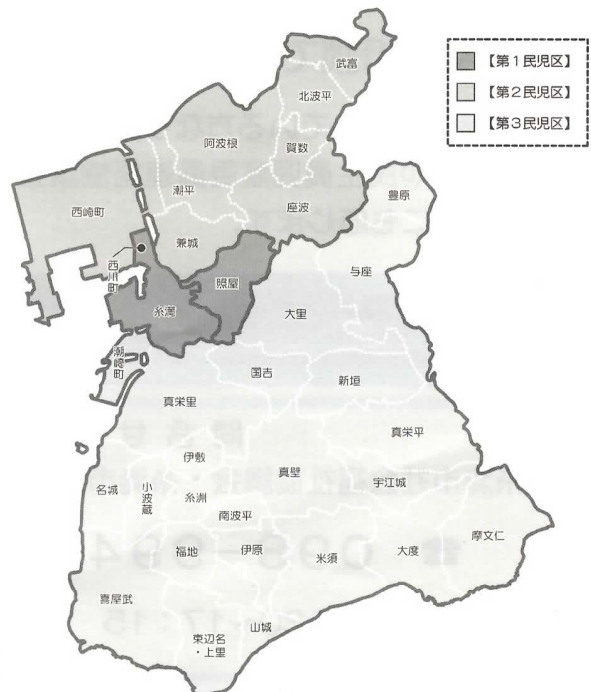 【第1民児区】
【第2民児区】
【第3民児区】
武富
北波平
阿波根
賀数
潮平
豊原
西崎町
座波
兼城
西川町
照屋
与座
糸満
大里
潮崎町
国吉
新垣
真栄里
真栄平
伊敷
真壁
宇江城
名城
小波蔵
糸洲
南波平
摩文仁
福地
伊原
米須
大度
喜屋武
山城
束辺名
・上里